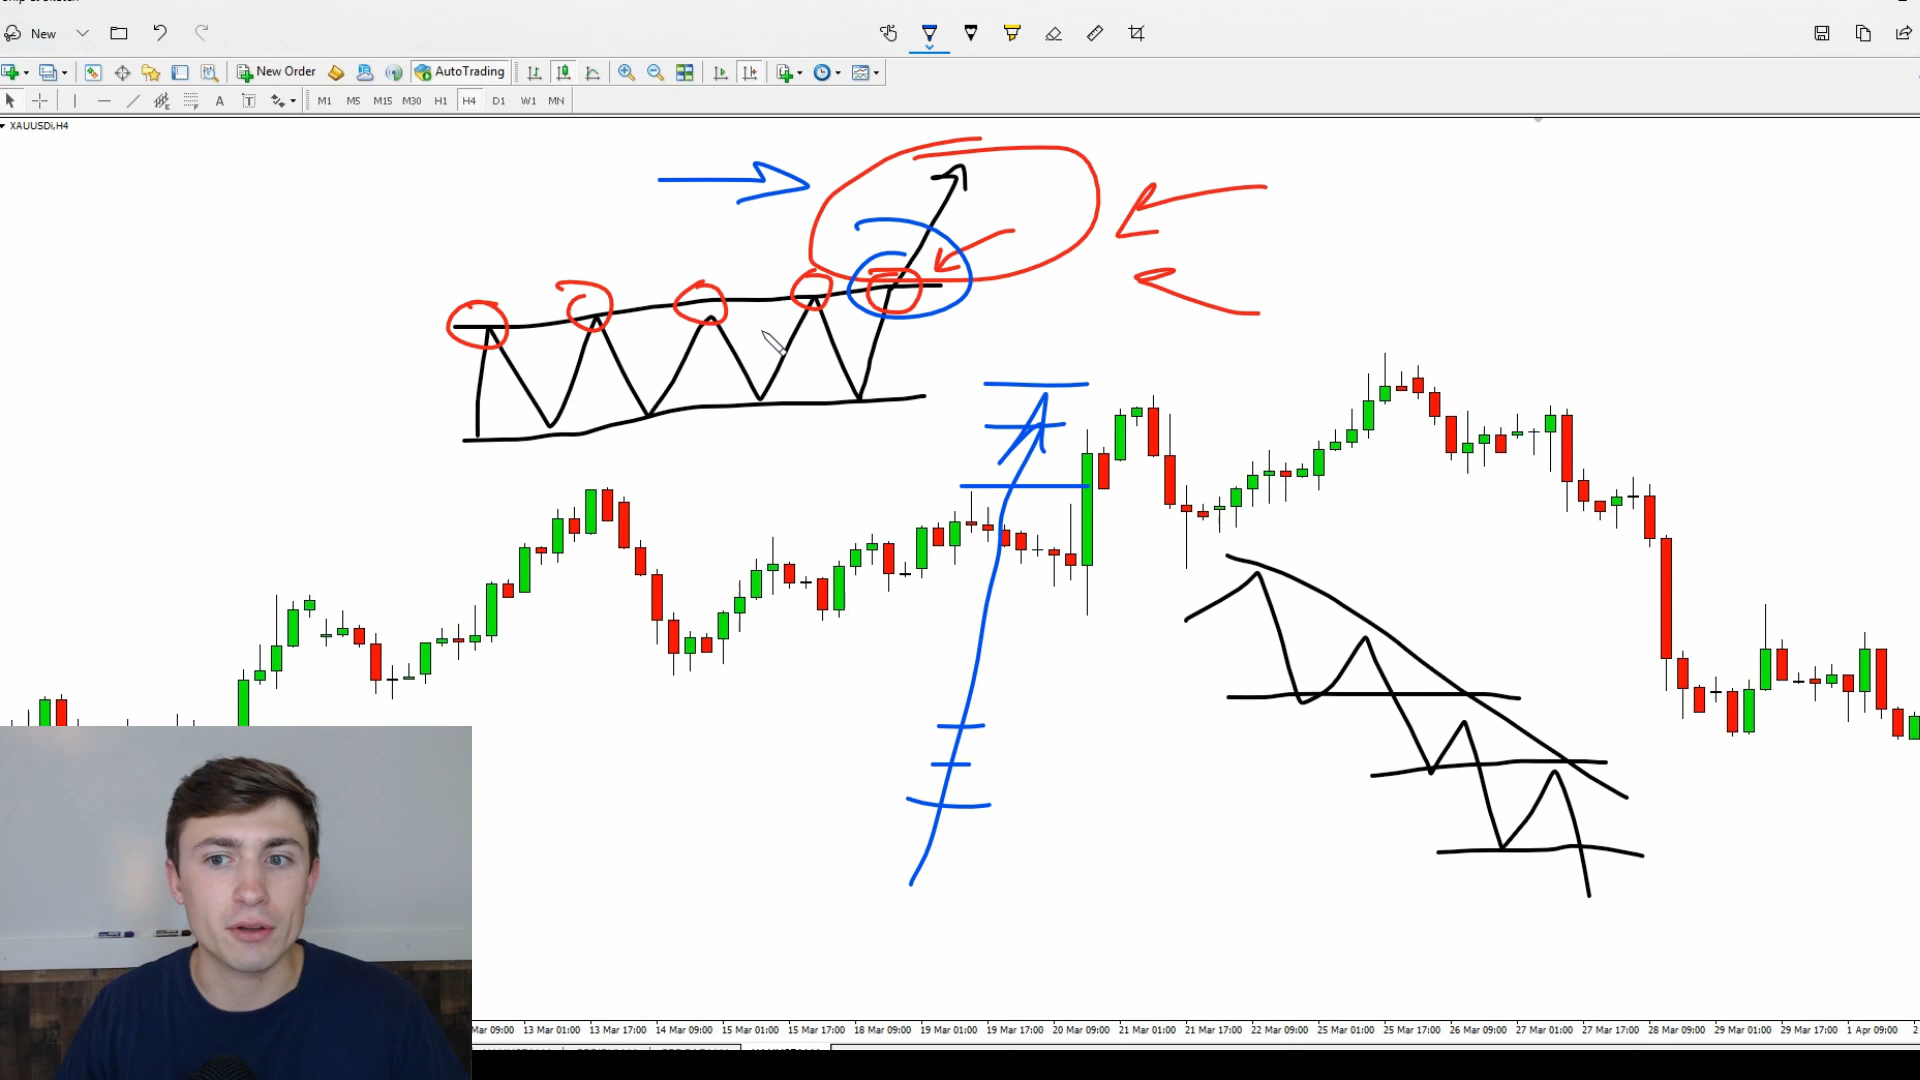 New
New Order
AutoTrading
A
T
M1
M5
M15
M30
H1
H4
D1
W1
MN
XAUUSDi,H4
Mar 09:00
13 Mar 01:00
13 Mar 17:00
14 Mar 09:00
15 Mar 01:00
15 Mar 17:00
18 Mar 09:00
19 Mar 01:00
19 Mar 17:00
20 Mar 09:00
21 Mar 01:00
21 Mar 17:00
22 Mar 09:00
25 Mar 01:00
25 Mar 17:00
26 Mar 09:00
27 Mar 01:00
27 Mar 17:00
28 Mar 09:00
29 Mar 01:00
29 Mar 17:00
1 Apr 09:00
2